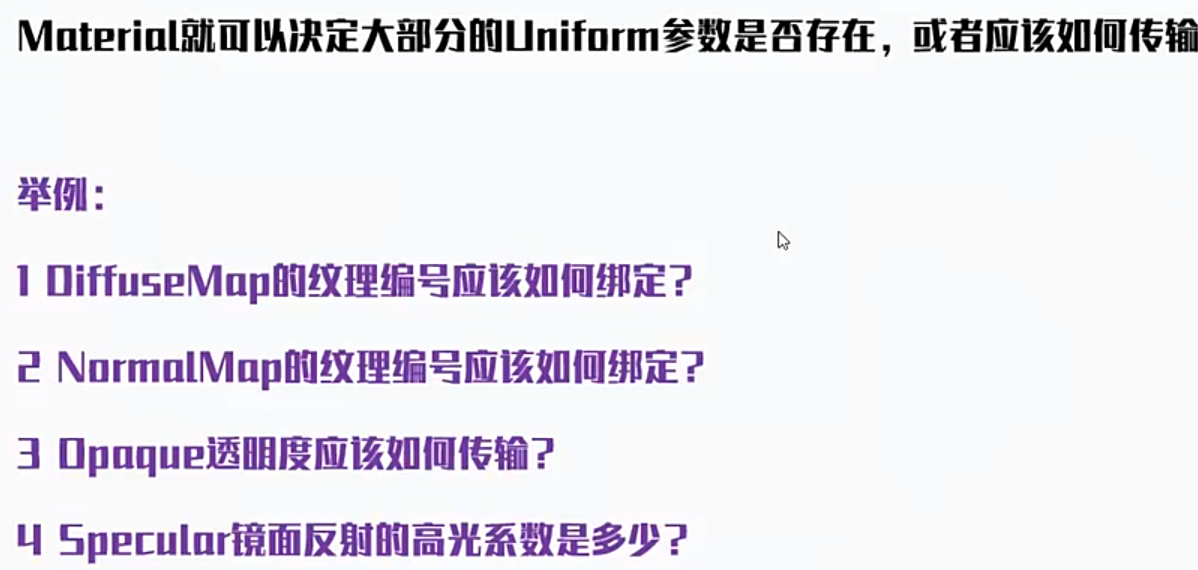 Material就可以决定大部分的Uniform参数是否存在，或者应该如何传输
举例：
1 DiffuseMap的纹理编号应该如何绑定？
2 NormalMap的纹理编号应该如何绑定？
3 Opaque透明度应该如何传输？
4 Specular镜面反射的高光系数是多少？